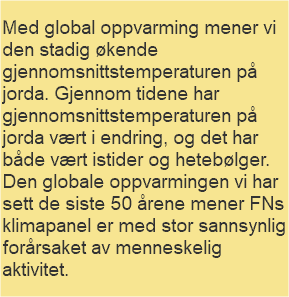 Med global oppvarming mener vi
den stadig økende
gjennomsnittstemperaturen på
jorda. Gjennom tidene har
gjennomsnittstemperaturen på
jorda vært i endring, og det har
både vært istider og hetebølger.
Den globale oppvarmingen vi har
sett de siste 50 årene mener FNs
klimapanel er med stor sannsynlig
forårsaket av menneskelig
aktivitet.